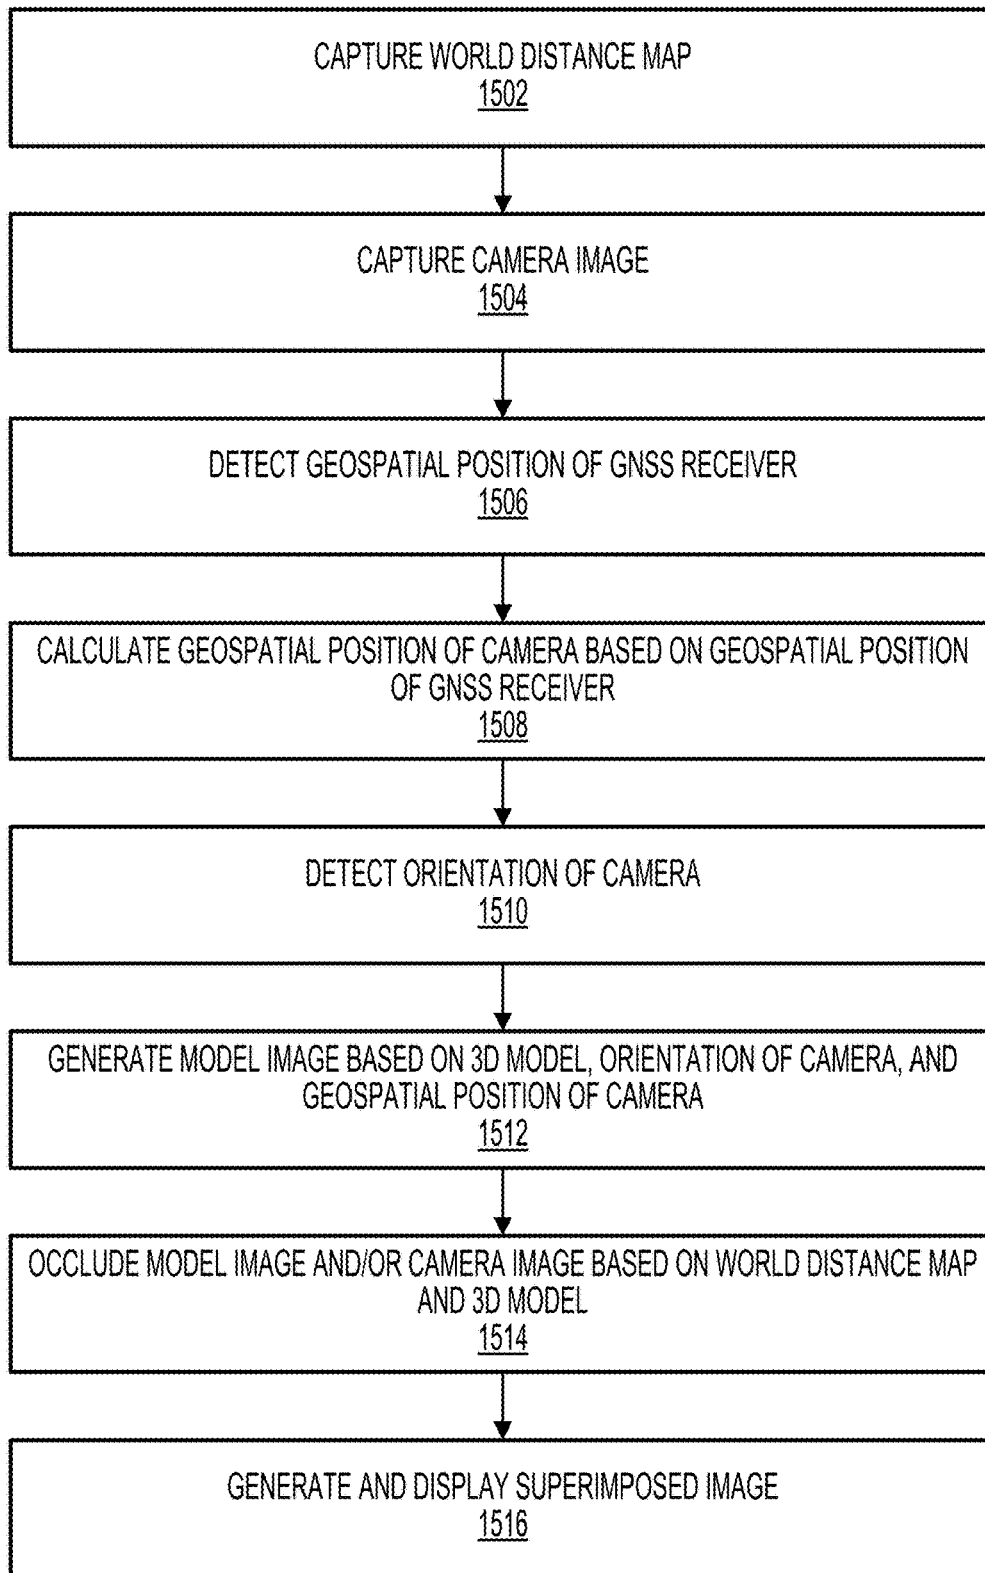 CAPTURE WORLD DISTANCE MAP
1502
CAPTURE CAMERA IMAGE
1504
DETECT GEOSPATIAL POSITION OF GNSS RECEIVER
1506
CALCULATE GEOSPATIAL POSITION OF CAMERA BASED ON GEOSPATIAL POSITION
OF GNSS RECEIVER
1508
DETECT ORIENTATION OF CAMERA
1510
GENERATE MODEL IMAGE BASED ON 3D MODEL, ORIENTATION OF CAMERA, AND
GEOSPATIAL POSITION OF CAMERA
1512
OCCLUDE MODEL IMAGE AND/OR CAMERA IMAGE BASED ON WORLD DISTANCE MAP
AND 3D MODEL
1514
GENERATE AND DISPLAY SUPERIMPOSED IMAGE
1516